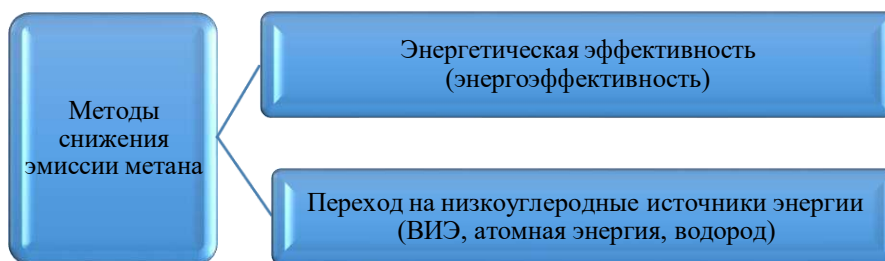 Методы
снижения
эмиссии метана
Энергетическая эффективность
(энергоэффективность)
Переход на низкоуглеродные источники энергии
(ВИЭ, атомная энергия, водород)